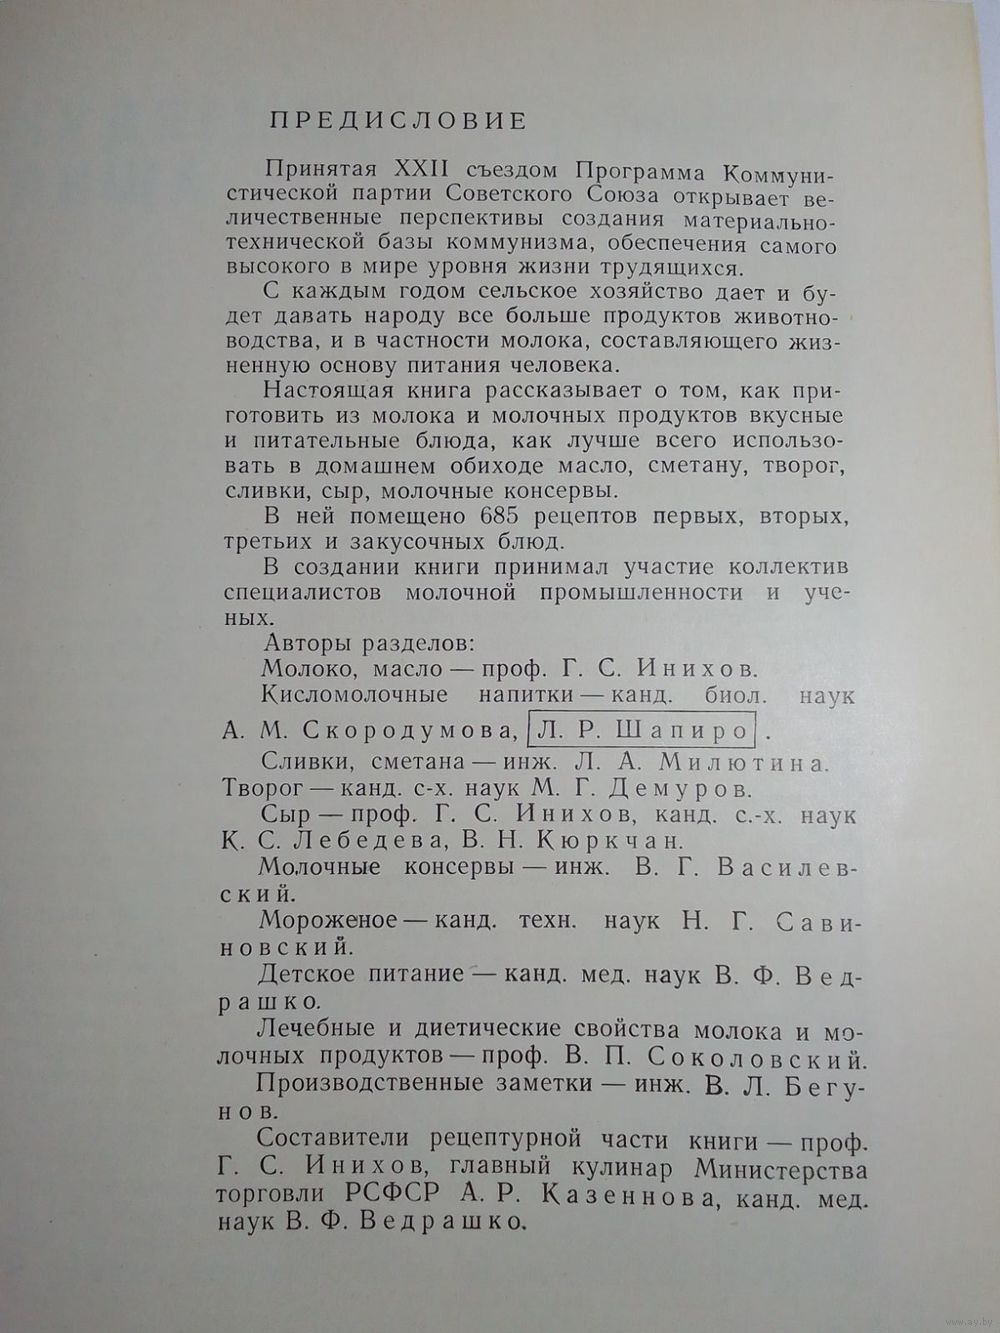 ПРЕДИСЛОВИЕ
Принятая XXII съездом Программа Коммуни-
стической партии Советского Союза открывает ве-
личественные перспективы создания материально-
технической базы коммунизма, обеспечения самого
высокого в мире уровня жизни трудящихся.
С каждым годом сельское хозяйство дает и бу-
дет давать народу все больше продуктов животно-
водства, и в частности молока, составляющего жиз-
ненную основу питания человека.
Настоящая книга рассказывает о том, как при-
готовить из молока и молочных продуктов вкусные
и питательные блюда, как лучше всего использо-
вать в домашнем обиходе масло, сметану, творог,
сливки, сыр, молочные консервы.
В ней помещено 685 рецептов первых, вторых,
третьих и закусочных блюд.
В создании книги принимал участие коллектив
специалистов молочной промышленности и уче-
ных.
Авторы разделов:
Молоко, масло — проф. Г. С. Инихов.
Кисломолочные напитки — канд. биол. наук
А. М. Скородумова, Л. Р. Шапиро.
Сливки, сметана — инж. Л. А. Милютина.
Творог — канд. с-х. наук М. Г. Демуров.
Сыр — проф. Г. С. Инихов, канд. с.-х. наук
К. С. Лебедева, В. Н. Кюркчан.
Молочные консервы — инж. В. Г. Василев-
ский.
Мороженое — канд. техн. наук Н. Г. Сави-
новский.
Детское питание — канд. мед. наук В. Ф. Вед-
рашко.
Лечебные и диетические свойства молока и мо-
лочных продуктов — проф. В. П. Соколовский.
Производственные заметки — инж. В. Л. Бегу-
нов.
Составители рецептурной части книги — проф.
Г. С. Инихов, главный кулинар Министерства
торговли РСФСР А. Р. Казеннова, канд. мед.
наук В. Ф. Ведрашко.
www.ay.by